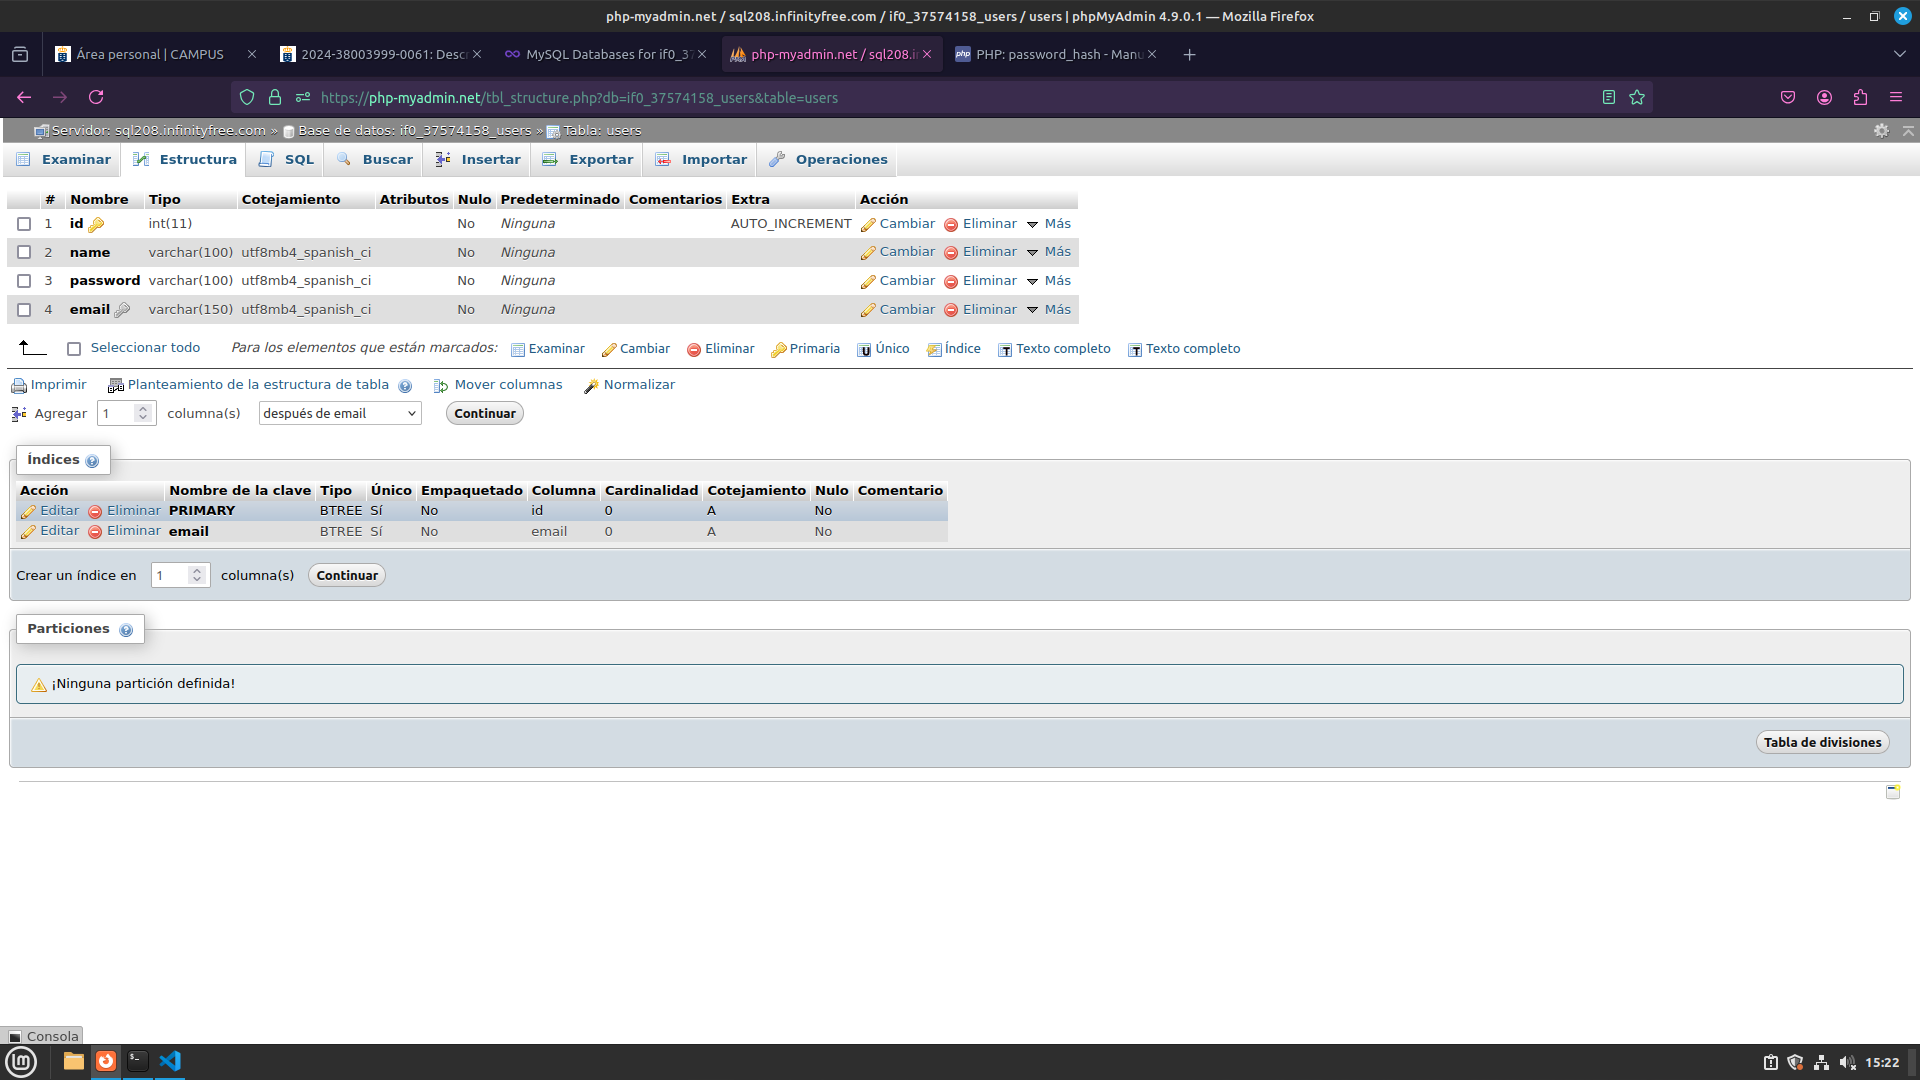 php-myadmin.net / sql208.infinityfree.com / if0_37574158_users / users | phpMyAdmin 4.9.0.1 — Mozilla Firefox
Área personal | CAMPUS
2024-38003999-0061: Descr
MySQL Databases for if0_37
php-myadmin.net / sql208.i
php PHP: password_hash - Manu
https://php-myadmin.net/tbl_structure.php?db=if0_37574158_users&table=users
Servidor: sql208.infinityfree.com » Base de datos: if0_37574158_users » Tabla: users
Examinar Estructura SQL Buscar Insertar Exportar Importar Operaciones
# Nombre Tipo Cotejamiento Atributos Nulo Predeterminado Comentarios Extra Acción
1 id int(11) No Ninguna AUTO_INCREMENT Cambiar Eliminar Más
2 name varchar(100) utf8mb4_spanish_ci No Ninguna Cambiar Eliminar Más
3 password varchar(100) utf8mb4_spanish_ci No Ninguna Cambiar Eliminar Más
4 email varchar(150) utf8mb4_spanish_ci No Ninguna Cambiar Eliminar Más
Seleccionar todo Para los elementos que están marcados: Examinar Cambiar Eliminar Primaria Único Índice Texto completo Texto completo
Imprimir Planteamiento de la estructura de tabla Mover columnas Normalizar
Agregar 1 columna(s) después de email Continuar
Índices
Acción Nombre de la clave Tipo Único Empaquetado Columna Cardinalidad Cotejamiento Nulo Comentario
Editar Eliminar PRIMARY BTREE Sí No id 0 A No
Editar Eliminar email BTREE Sí No email 0 A No
Crear un índice en 1 columna(s) Continuar
Particiones
¡Ninguna partición definida!
Tabla de divisiones
Consola
15:22